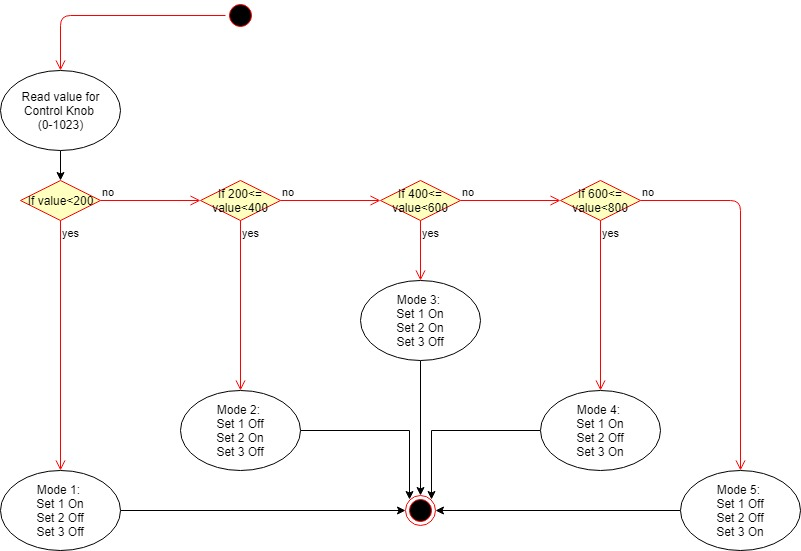 Read value for
Control Knob
(0-1023)
If value<200
no
If 200<=
value<400
no
If 400<=
value<600
no
If 600<=
value<800
no
yes
yes
yes
yes
Mode 3:
Set 1 On
Set 2 On
Set 3 Off
Mode 2:
Set 1 Off
Set 2 On
Set 3 Off
Mode 4:
Set 1 On
Set 2 Off
Set 3 On
Mode 1:
Set 1 On
Set 2 Off
Set 3 Off
Mode 5:
Set 1 Off
Set 2 Off
Set 3 On